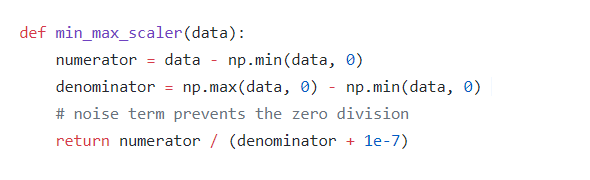 def min_max_scaler(data):
    numerator = data - np.min(data, 0)
    denominator = np.max(data, 0) - np.min(data, 0)
    # noise term prevents the zero division
    return numerator / (denominator + 1e-7)